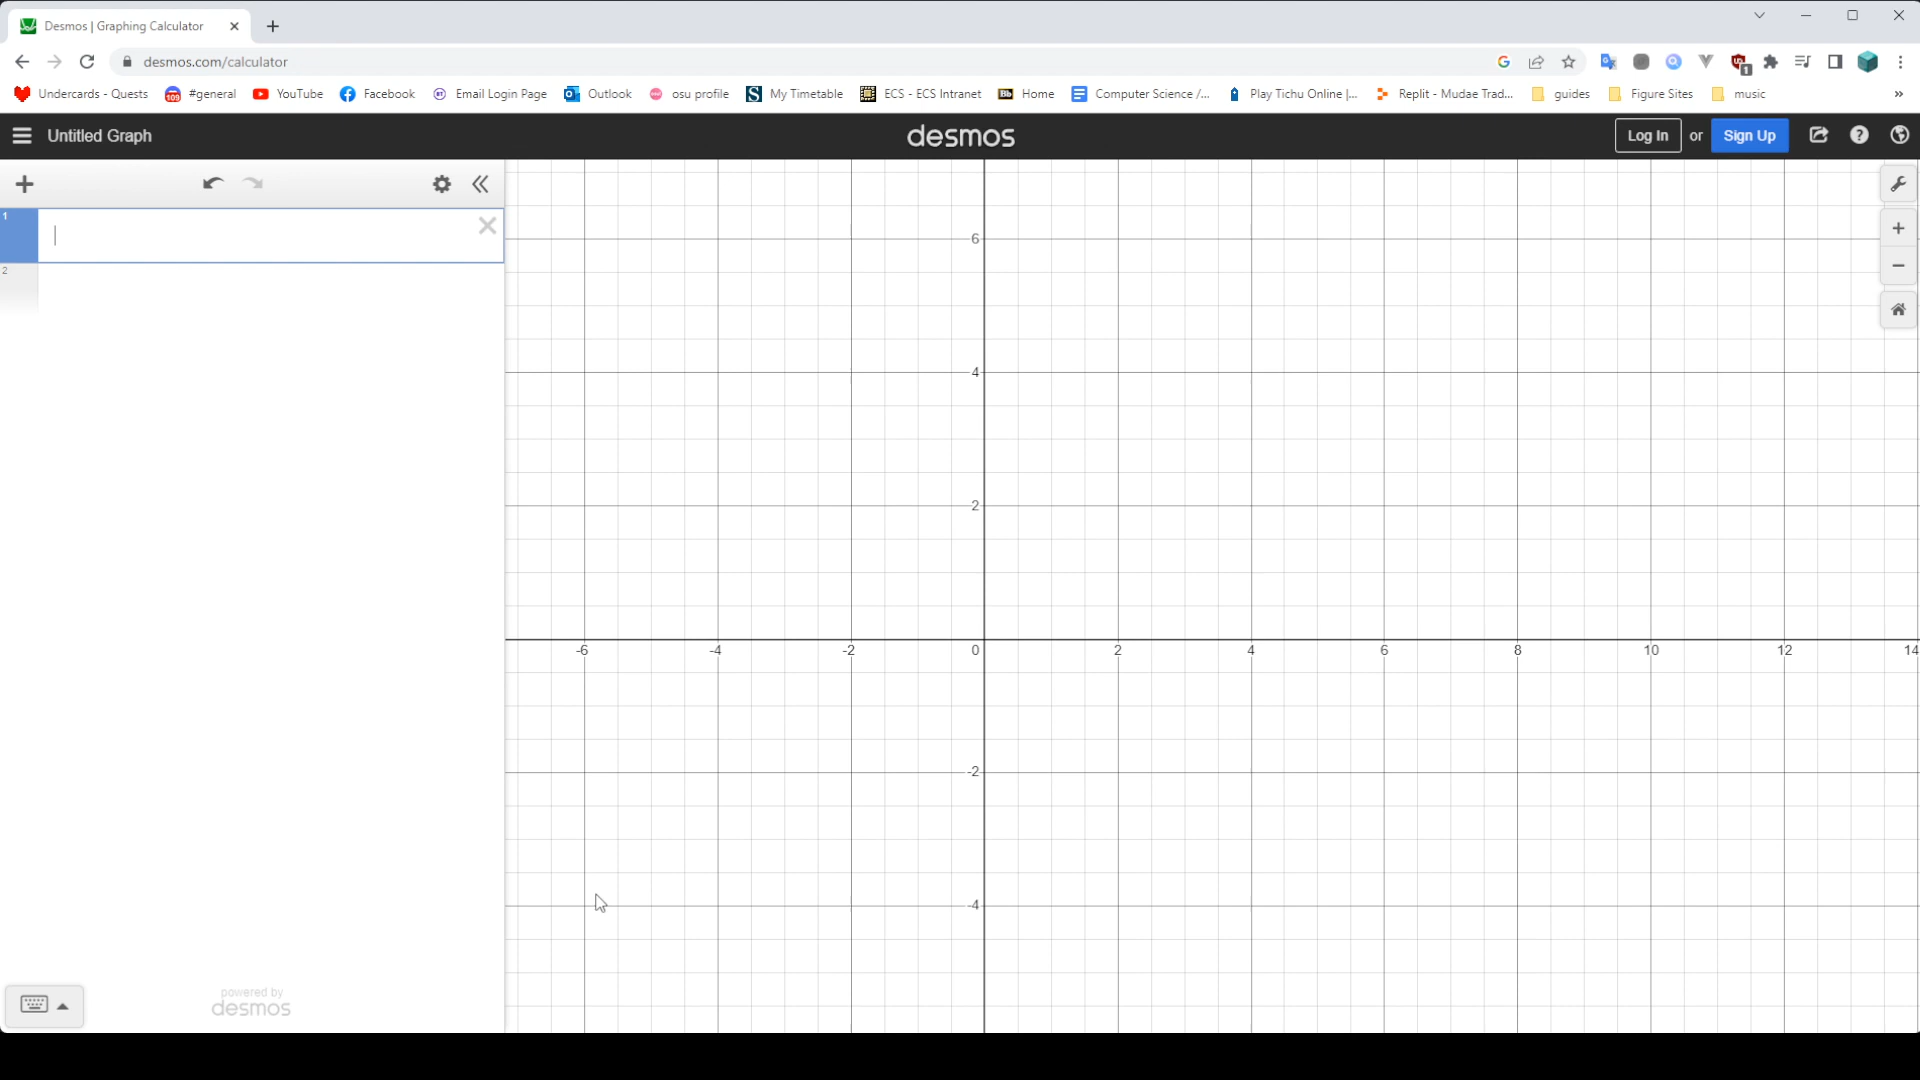 Desmos | Graphing Calculator
desmos.com/calculator
Undercards - Quests
109
#general
YouTube
Facebook
Email Login Page
Outlook
osu profile
My Timetable
ECS - ECS Intranet
Bb
Home
Computer Science /...
Play Tichu Online |...
Replit - Mudae Trad...
guides
Figure Sites
music
»
Untitled Graph
desmos
Log In or Sign Up
1
2
6
4
2
-6 -4 -2 0 2 4 6 8 10 12 14
-2
-4
powered by
desmos